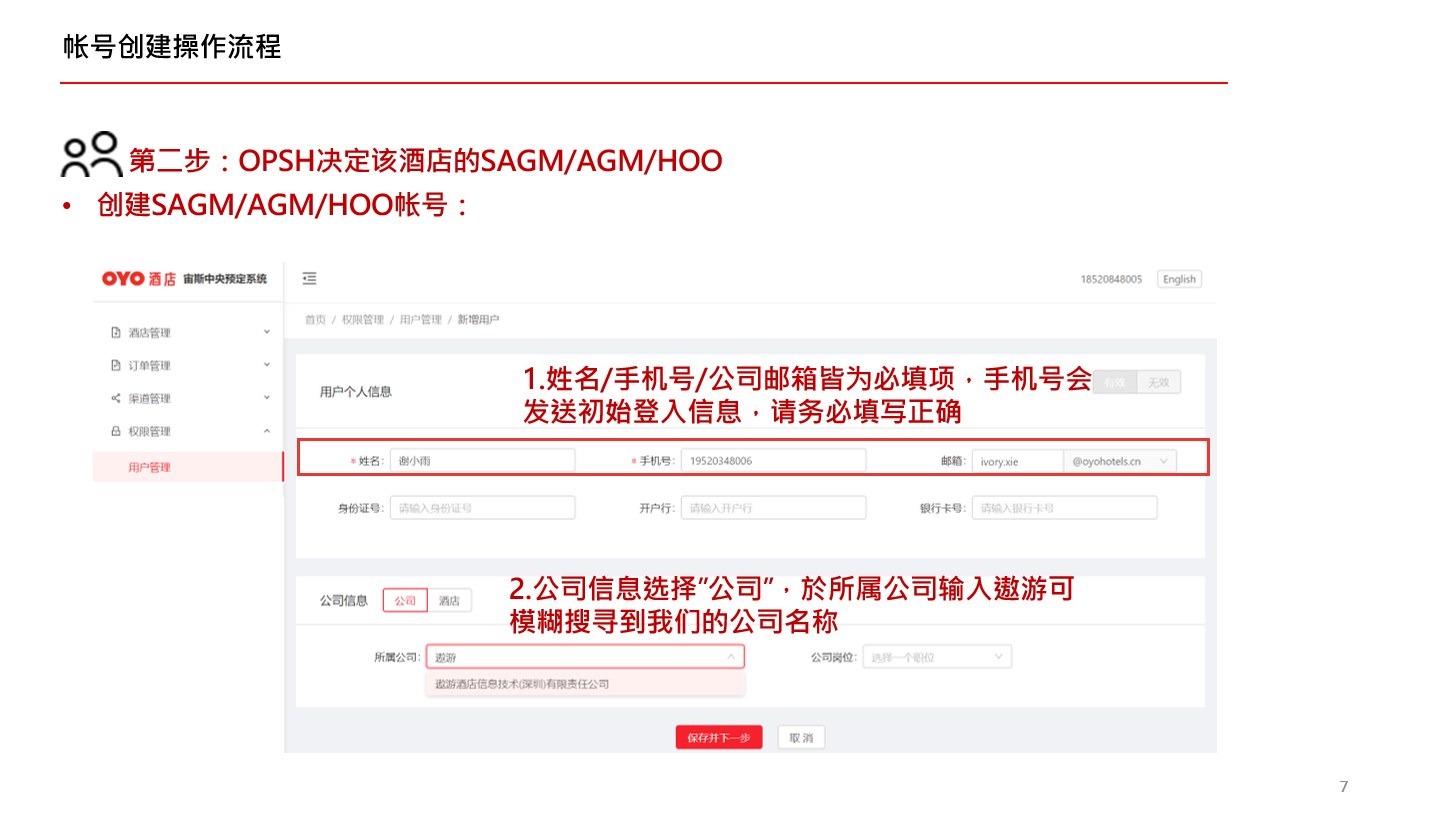 帐号创建操作流程
第二步：OPSH决定该酒店的SAGM/AGM/HOO
• 创建SAGM/AGM/HOO帐号：
OYO 酒店 宙斯中央预定系统
18520848005 English
首页 / 权限管理 / 用户管理 / 新增用户
酒店管理
订单管理
渠道管理
权限管理
用户管理
用户个人信息
1.姓名/手机号/公司邮箱皆为必填项，手机号会
发送初始登入信息，请务必填写正确
有效 无效
* 姓名: 谢小雨 * 手机号: 19520348006 邮箱: ivory.xie @oyohotels.cn
身份证号: 请输入身份证号 开户行: 请输入开户行 银行卡号: 请输入银行卡号
公司信息 公司 酒店
2.公司信息选择”公司”，於所属公司输入遨游可
模糊搜寻到我们的公司名称
所属公司: 遨游 公司岗位: 选择一个职位
遨游酒店信息技术(深圳)有限责任公司
保存并下一步 取 消
7